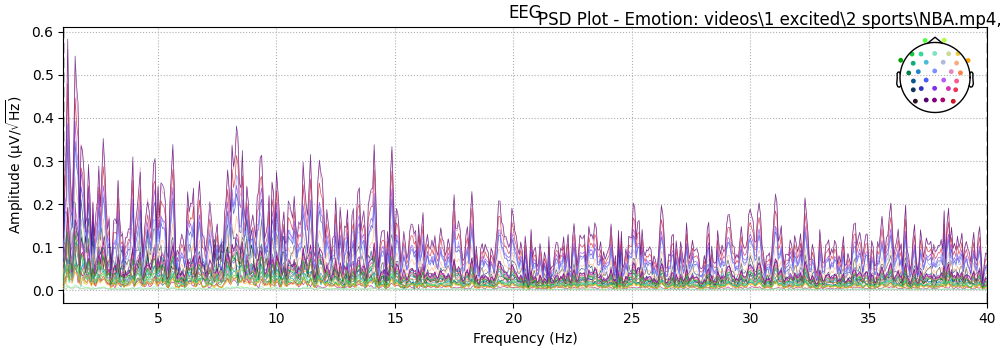 EEG
PSD Plot - Emotion: videos\1 excited\2 sports\NBA.mp4,
Amplitude (μV/√Hz)
0.6
0.5
0.4
0.3
0.2
0.1
0.0
5 10 15 20 25 30 35 40
Frequency (Hz)